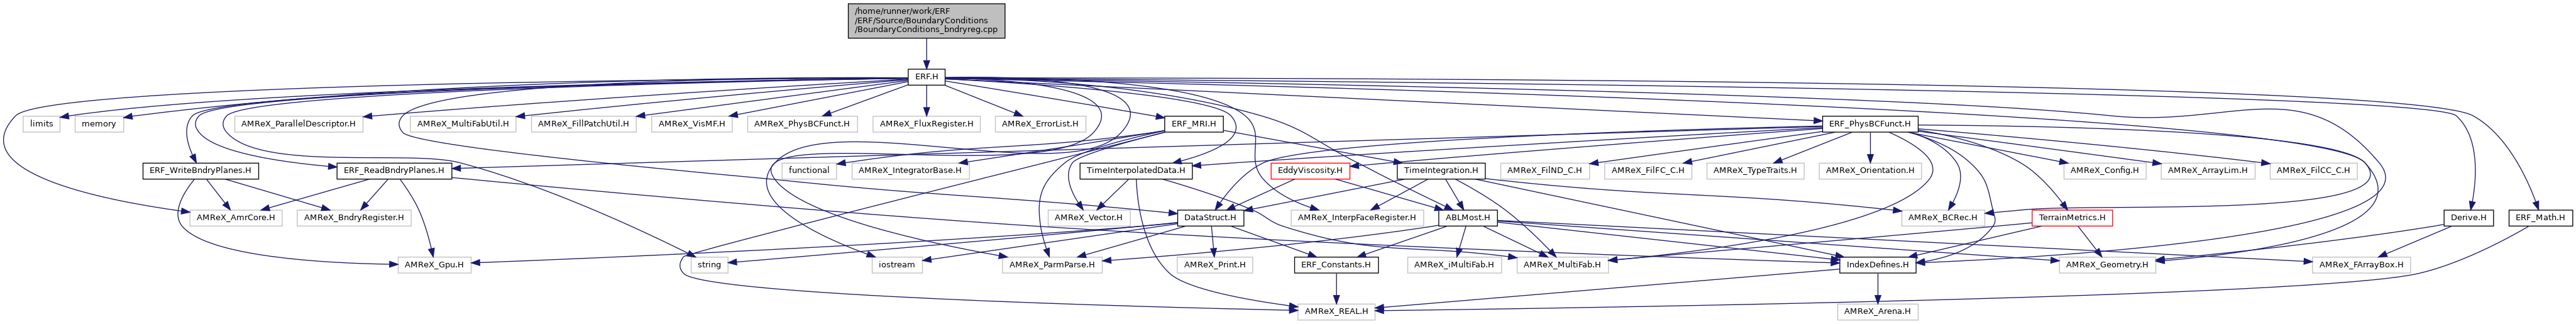 /home/runner/work/ERF
/ERF/Source/BoundaryConditions
/BoundaryConditions_bndryreg.cpp
ERF.H
limits
memory
AMReX_ParallelDescriptor.H
AMReX_MultiFabUtil.H
AMReX_FillPatchUtil.H
AMReX_VisMF.H
AMReX_PhysBCFunct.H
AMReX_FluxRegister.H
AMReX_ErrorList.H
ERF_MRI.H
ERF_PhysBCFunct.H
ERF_WriteBndryPlanes.H
ERF_ReadBndryPlanes.H
functional
AMReX_IntegratorBase.H
TimeInterpolatedData.H
EddyViscosity.H
TimeIntegration.H
AMReX_FilND_C.H
AMReX_FilFC_C.H
AMReX_TypeTraits.H
AMReX_Orientation.H
AMReX_Config.H
AMReX_ArrayLim.H
AMReX_FilCC_C.H
AMReX_AmrCore.H
AMReX_BndryRegister.H
AMReX_Vector.H
DataStruct.H
AMReX_InterpFaceRegister.H
ABLMost.H
AMReX_BCRec.H
TerrainMetrics.H
Derive.H
ERF_Math.H
AMReX_Gpu.H
string
iostream
AMReX_ParmParse.H
AMReX_Print.H
ERF_Constants.H
AMReX_iMultiFab.H
AMReX_MultiFab.H
IndexDefines.H
AMReX_Geometry.H
AMReX_FArrayBox.H
AMReX_REAL.H
AMReX_Arena.H